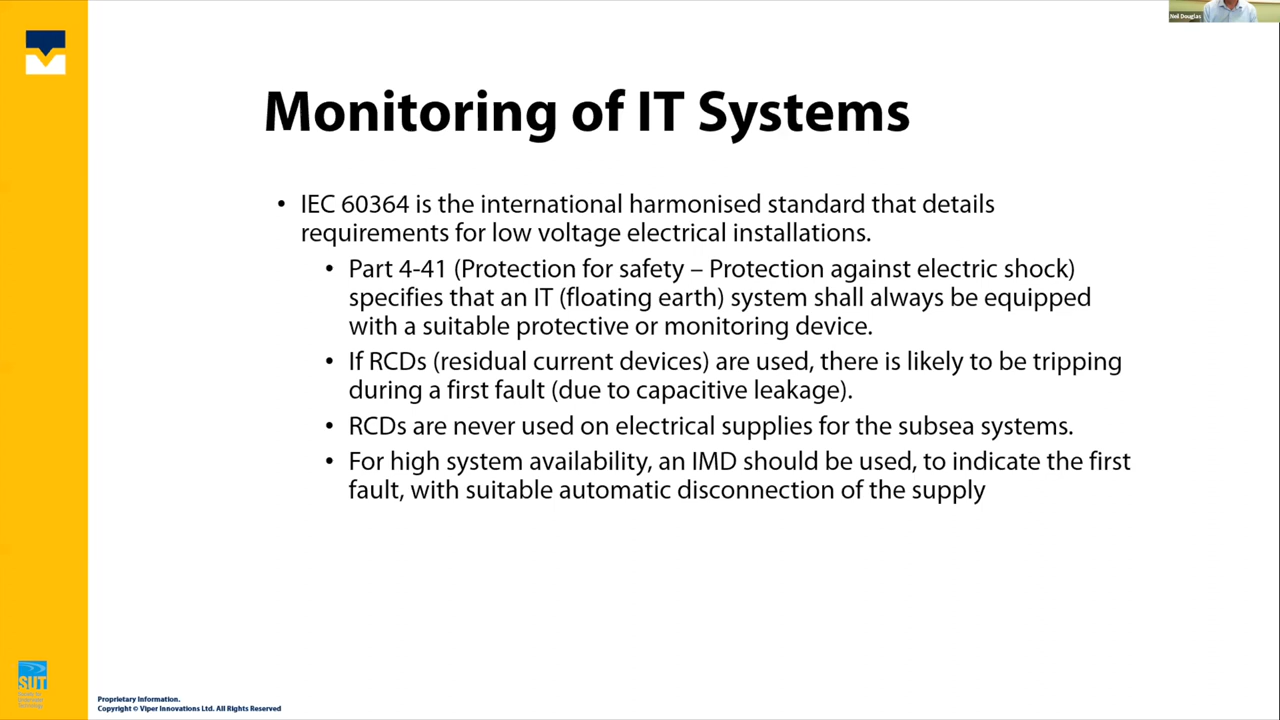 Neil Douglas
Monitoring of IT Systems
• IEC 60364 is the international harmonised standard that details
requirements for low voltage electrical installations.
• Part 4-41 (Protection for safety – Protection against electric shock)
specifies that an IT (floating earth) system shall always be equipped
with a suitable protective or monitoring device.
• If RCDs (residual current devices) are used, there is likely to be tripping
during a first fault (due to capacitive leakage).
• RCDs are never used on electrical supplies for the subsea systems.
• For high system availability, an IMD should be used, to indicate the first
fault, with suitable automatic disconnection of the supply
SUT
Technology
Proprietary Information.
Copyright © Viper Innovations Ltd. All Rights Reserved